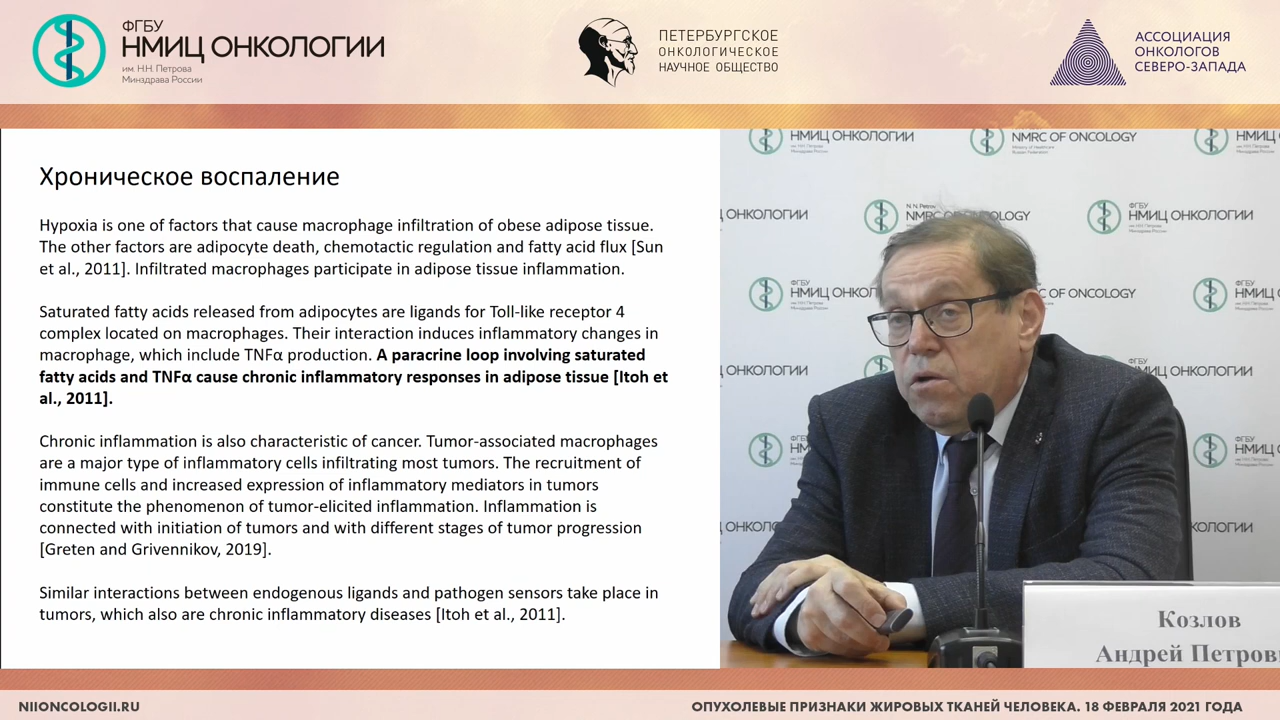 ФГБУ
НМИЦ ОНКОЛОГИИ
им. Н.Н. Петрова
Минздрава России
ПЕТЕРБУРГСКОЕ
ОНКОЛОГИЧЕСКОЕ
НАУЧНОЕ ОБЩЕСТВО
АССОЦИАЦИЯ
ОНКОЛОГОВ
СЕВЕРО-ЗАПАДА
Хроническое воспаление
Hypoxia is one of factors that cause macrophage infiltration of obese adipose tissue.
The other factors are adipocyte death, chemotactic regulation and fatty acid flux [Sun
et al., 2011]. Infiltrated macrophages participate in adipose tissue inflammation.
Saturated fatty acids released from adipocytes are ligands for Toll-like receptor 4
complex located on macrophages. Their interaction induces inflammatory changes in
macrophage, which include TNFα production. A paracrine loop involving saturated
fatty acids and TNFα cause chronic inflammatory responses in adipose tissue [Itoh et
al., 2011].
Chronic inflammation is also characteristic of cancer. Tumor-associated macrophages
are a major type of inflammatory cells infiltrating most tumors. The recruitment of
immune cells and increased expression of inflammatory mediators in tumors
constitute the phenomenon of tumor-elicited inflammation. Inflammation is
connected with initiation of tumors and with different stages of tumor progression
[Greten and Grivennikov, 2019].
Similar interactions between endogenous ligands and pathogen sensors take place in
tumors, which also are chronic inflammatory diseases [Itoh et al., 2011].
НМИЦ ОНКОЛОГИИ
NMRC OF ONCOLOGY
ФГБУ
НМИЦ ОНКОЛОГИИ
ФГБУ
НМИЦ
OF ONCOLOGY
ФГБУ
Козлов
Андрей
NIIONCOLOGII.RU
ОПУХОЛЕВЫЕ ПРИЗНАКИ ЖИРОВЫХ ТКАНЕЙ ЧЕЛОВЕКА. 18 ФЕВРАЛЯ 2021 ГОДА